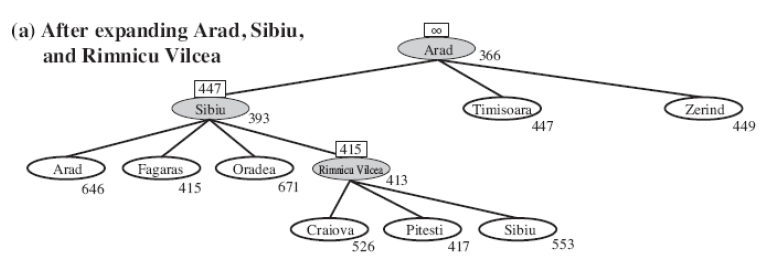 (a) After expanding Arad, Sibiu,
and Rimnicu Vilcea
∞
Arad
366
447
Sibiu
393
Timisoara
447
Zerind
449
Arad
646
Fagaras
415
Oradea
671
415
Rimnicu Vilcea
413
Craiova
526
Pitesti
417
Sibiu
553